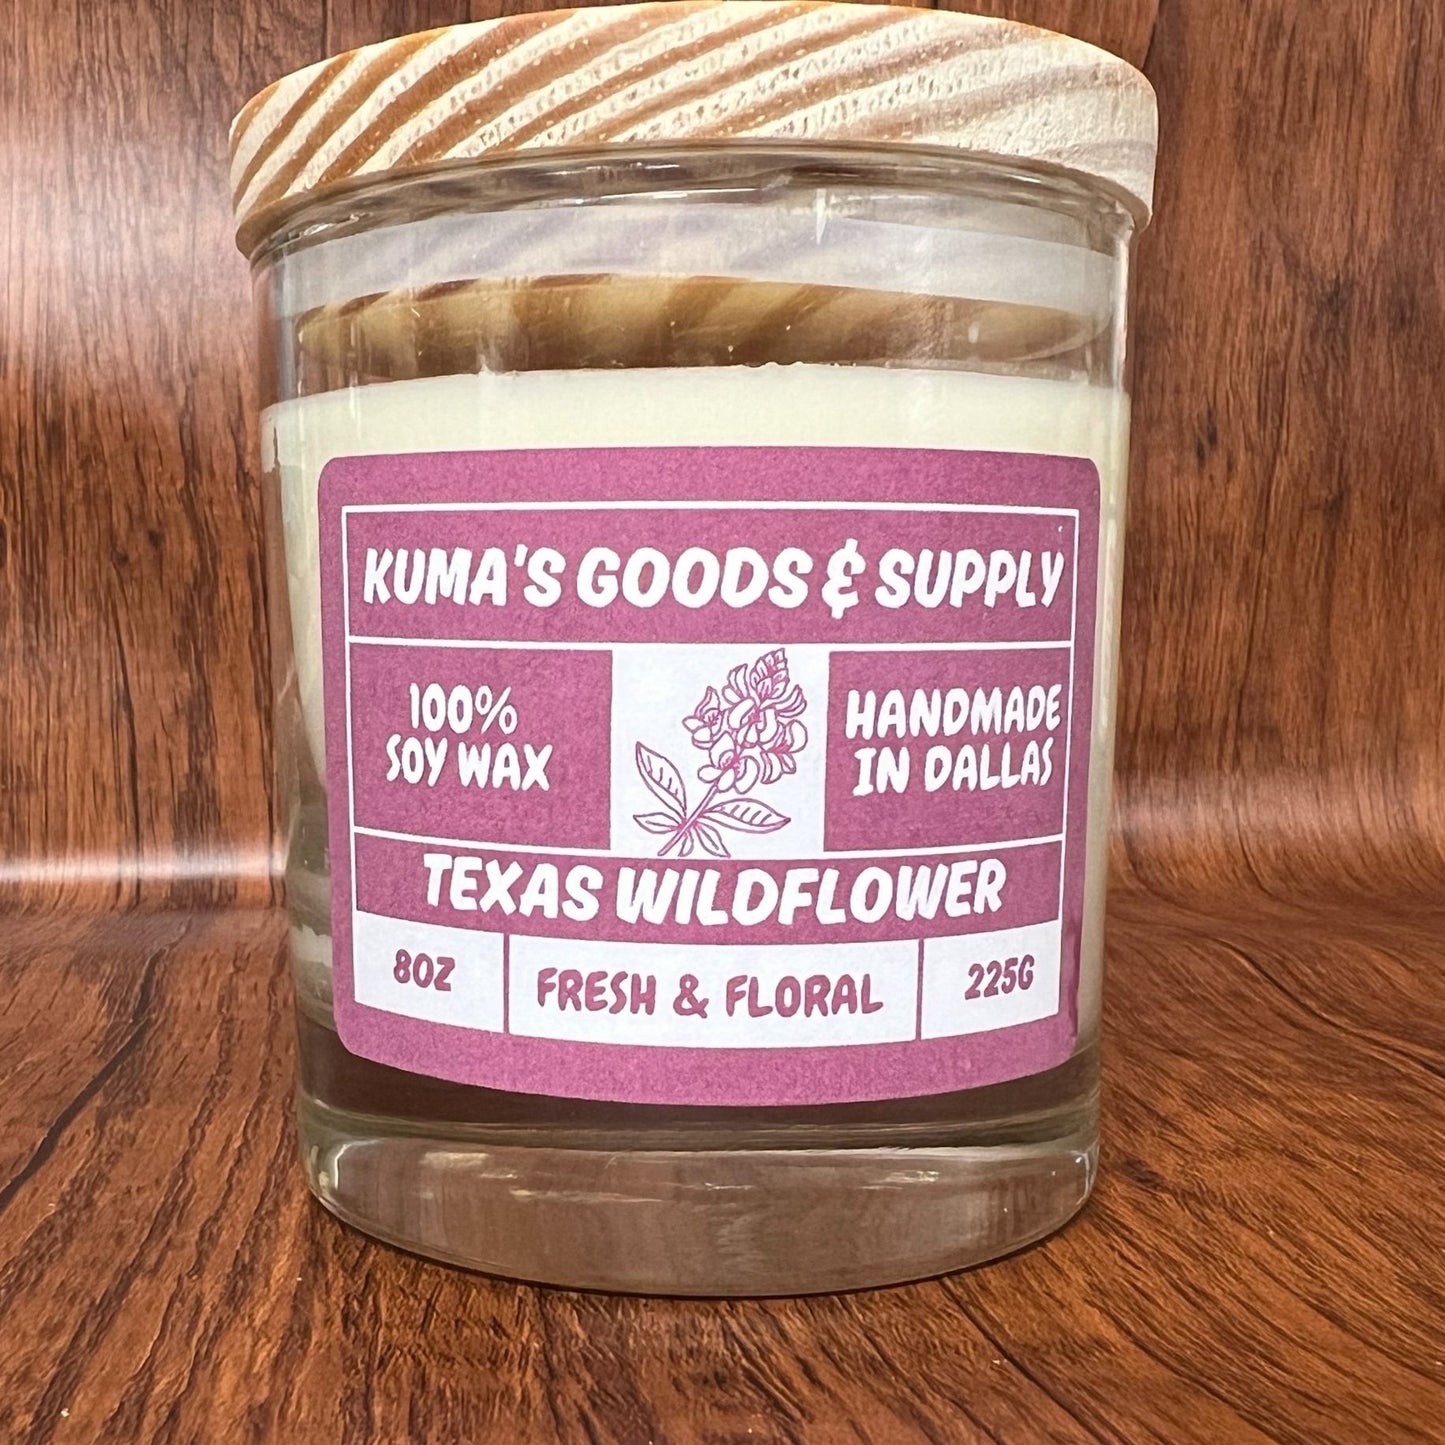 KUMA'S GOODS & SUPPLY
100%
SOY WAX
HANDMADE
IN DALLAS
TEXAS WILDFLOWER
8OZ
FRESH & FLORAL
225G